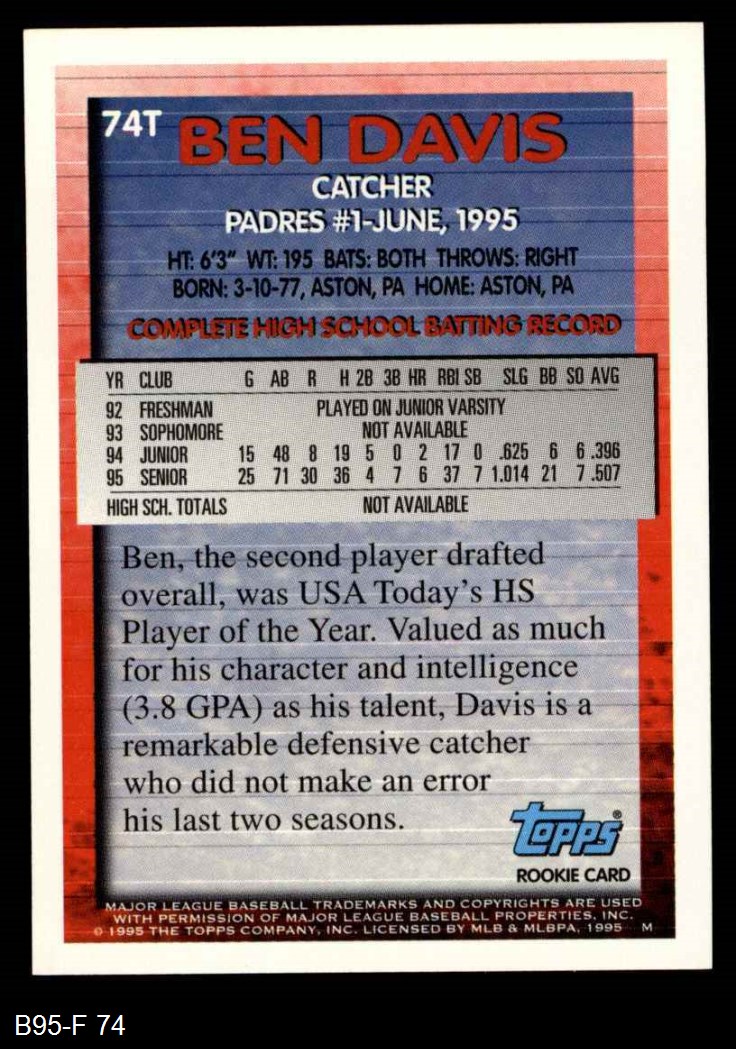 74T BEN DAVIS
CATCHER
PADRES #1-JUNE, 1995
HT: 6'3" WT: 195 BATS: BOTH THROWS: RIGHT
BORN: 3-10-77, ASTON, PA HOME: ASTON, PA
COMPLETE HIGH SCHOOL BATTING RECORD
YR CLUB G AB R H 2B 3B HR RBI SB SLG BB SO AVG
92 FRESHMAN PLAYED ON JUNIOR VARSITY
93 SOPHOMORE NOT AVAILABLE
94 JUNIOR 15 48 8 19 5 0 2 17 0 .625 6 6 .396
95 SENIOR 25 71 30 36 4 7 6 37 7 1.014 21 7 .507
HIGH SCH. TOTALS NOT AVAILABLE
Ben, the second player drafted
overall, was USA Today's HS
Player of the Year. Valued as much
for his character and intelligence
(3.8 GPA) as his talent, Davis is a
remarkable defensive catcher
who did not make an error
his last two seasons.
Topps®
ROOKIE CARD
MAJOR LEAGUE BASEBALL TRADEMARKS AND COPYRIGHTS ARE USED
WITH PERMISSION OF MAJOR LEAGUE BASEBALL PROPERTIES, INC.
© 1995 THE TOPPS COMPANY, INC. LICENSED BY MLB & MLBPA, 1995 M
B95-F 74